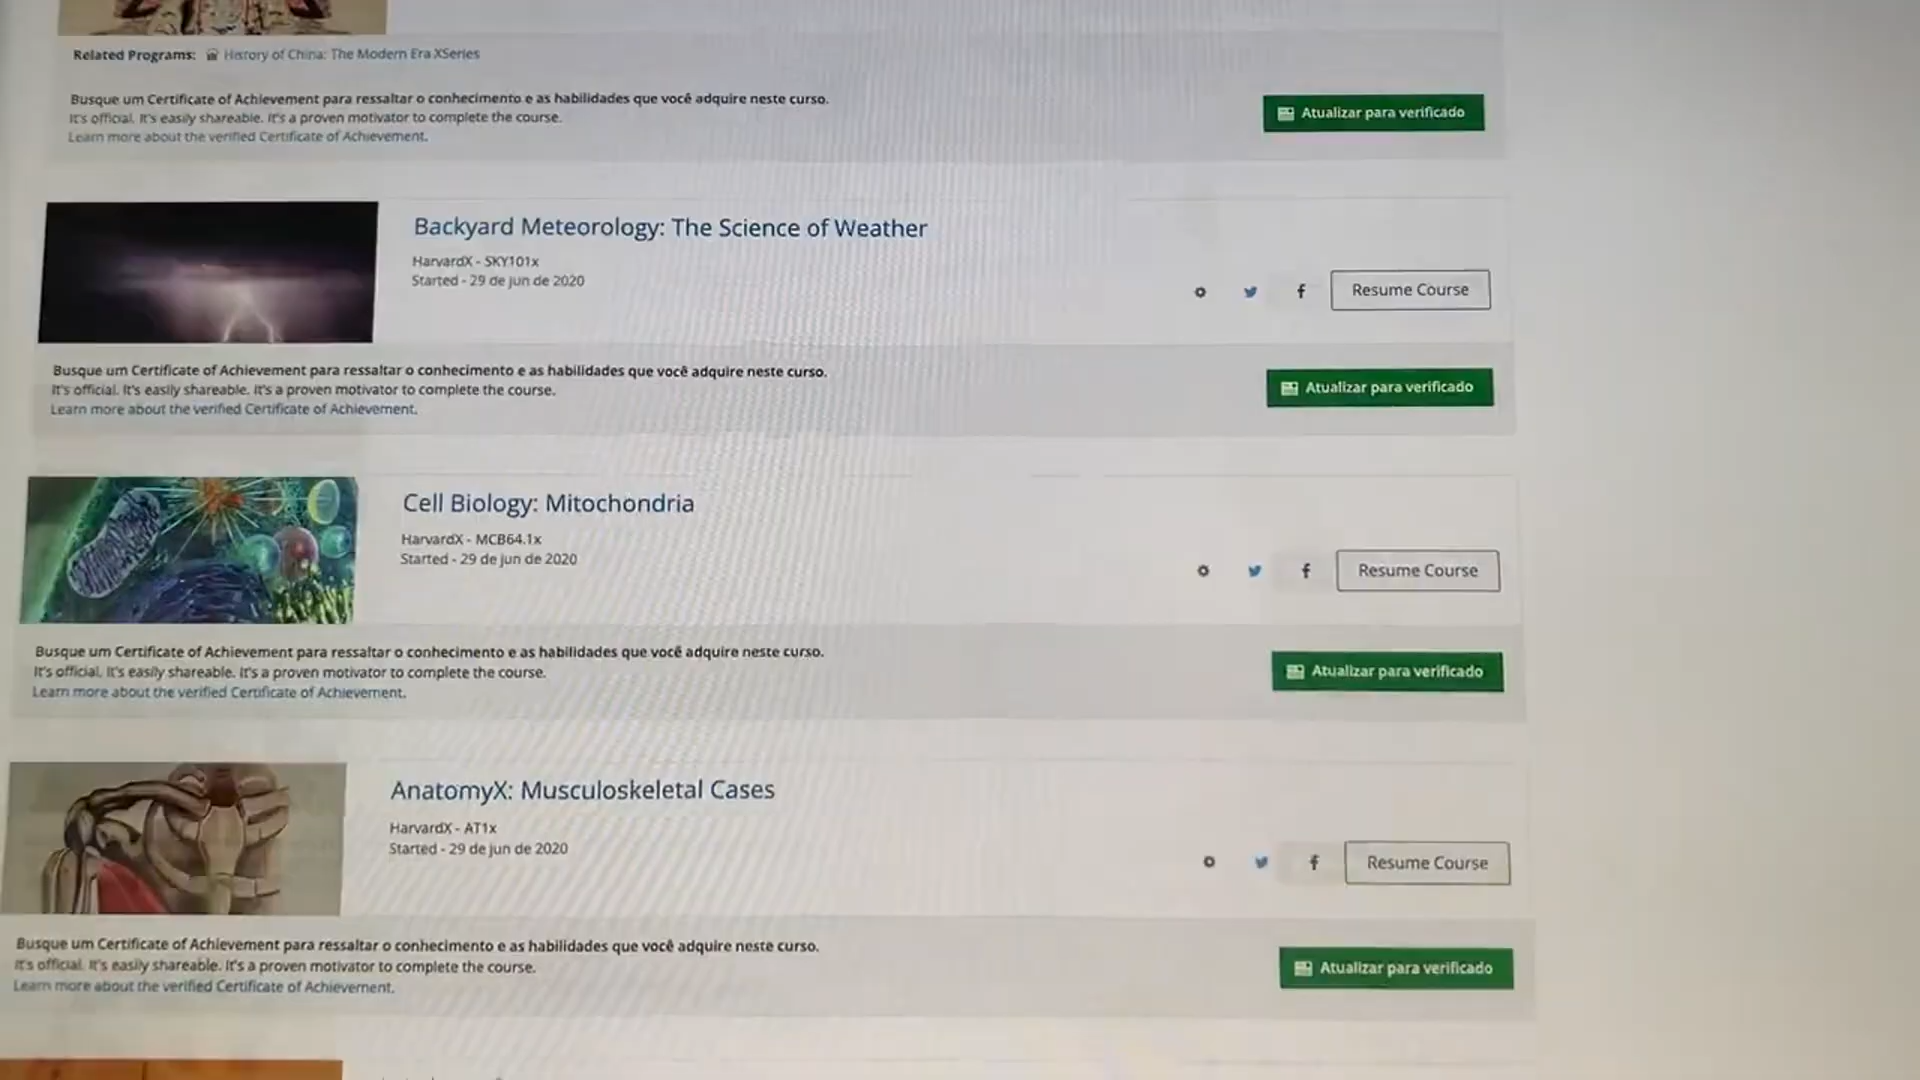 Related Programs: History of China: The Modern Era XSeries
Busque um Certificate of Achievement para ressaltar o conhecimento e as habilidades que você adquire neste curso.
It's official. It's easily shareable. It's a proven motivator to complete the course.
Learn more about the verified Certificate of Achievement.
Atualizar para verificado
Backyard Meteorology: The Science of Weather
HarvardX - SKY101x
Started - 29 de jun de 2020
Resume Course
Busque um Certificate of Achievement para ressaltar o conhecimento e as habilidades que você adquire neste curso.
It's official. It's easily shareable. It's a proven motivator to complete the course.
Learn more about the verified Certificate of Achievement.
Atualizar para verificado
Cell Biology: Mitochondria
HarvardX - MCB64.1x
Started - 29 de jun de 2020
Resume Course
Busque um Certificate of Achievement para ressaltar o conhecimento e as habilidades que você adquire neste curso.
It's official. It's easily shareable. It's a proven motivator to complete the course.
Learn more about the verified Certificate of Achievement.
Atualizar para verificado
AnatomyX: Musculoskeletal Cases
HarvardX - AT1x
Started - 29 de jun de 2020
Resume Course
Busque um Certificate of Achievement para ressaltar o conhecimento e as habilidades que você adquire neste curso.
It's official. It's easily shareable. It's a proven motivator to complete the course.
Learn more about the verified Certificate of Achievement.
Atualizar para verificado